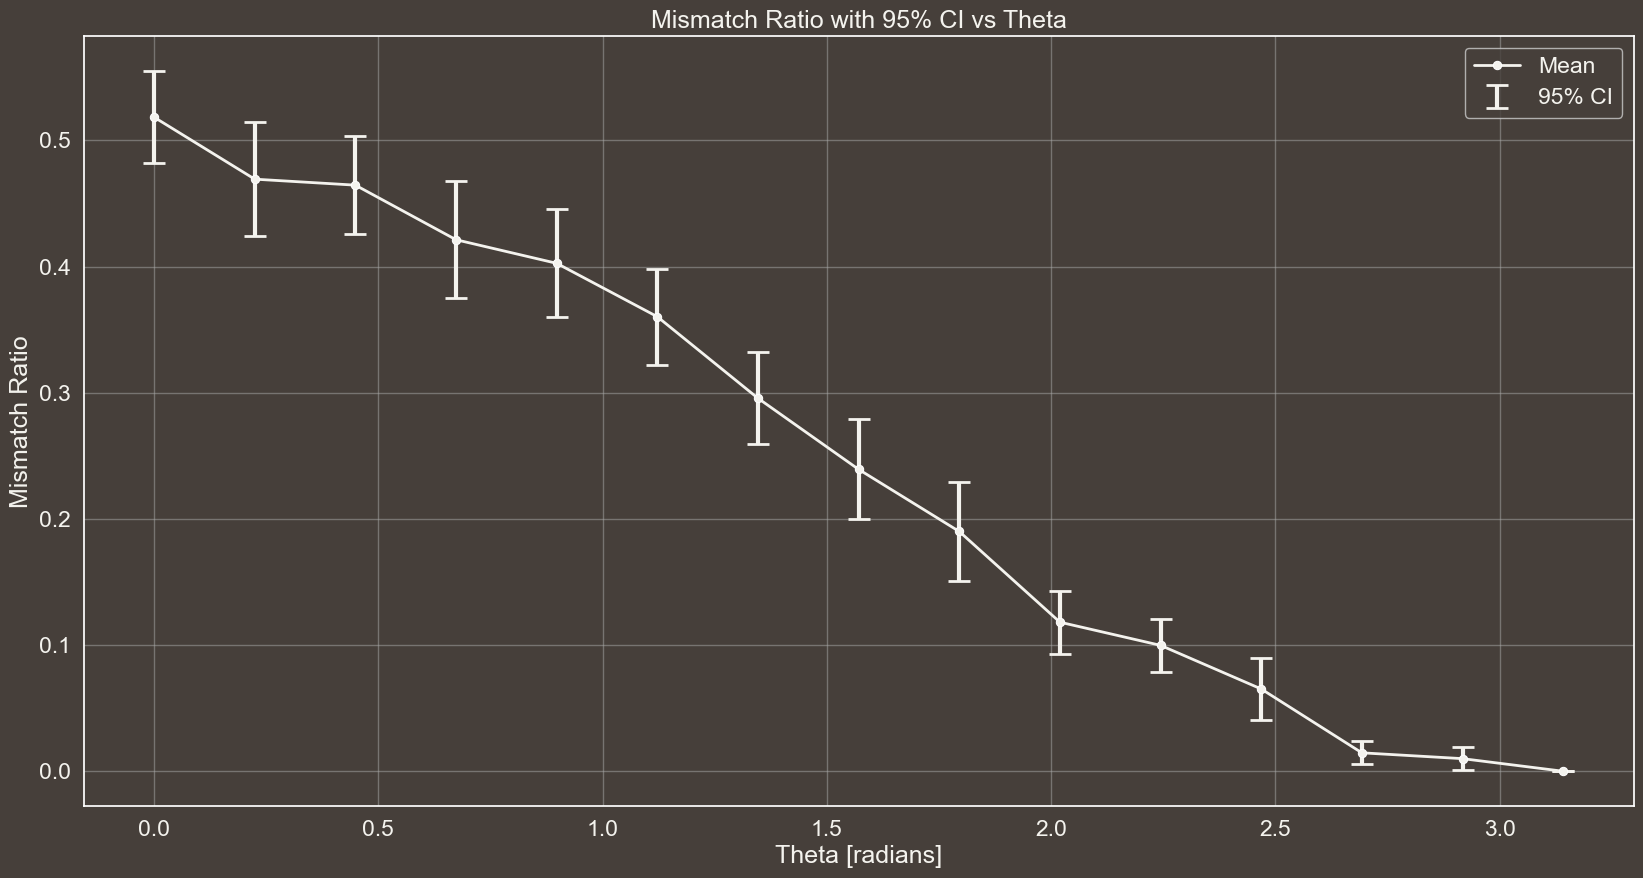 Mismatch Ratio with 95% CI vs Theta
Mean
95% CI
Mismatch Ratio
0.5
0.4
0.3
0.2
0.1
0.0
0.0 0.5 1.0 1.5 2.0 2.5 3.0
Theta [radians]